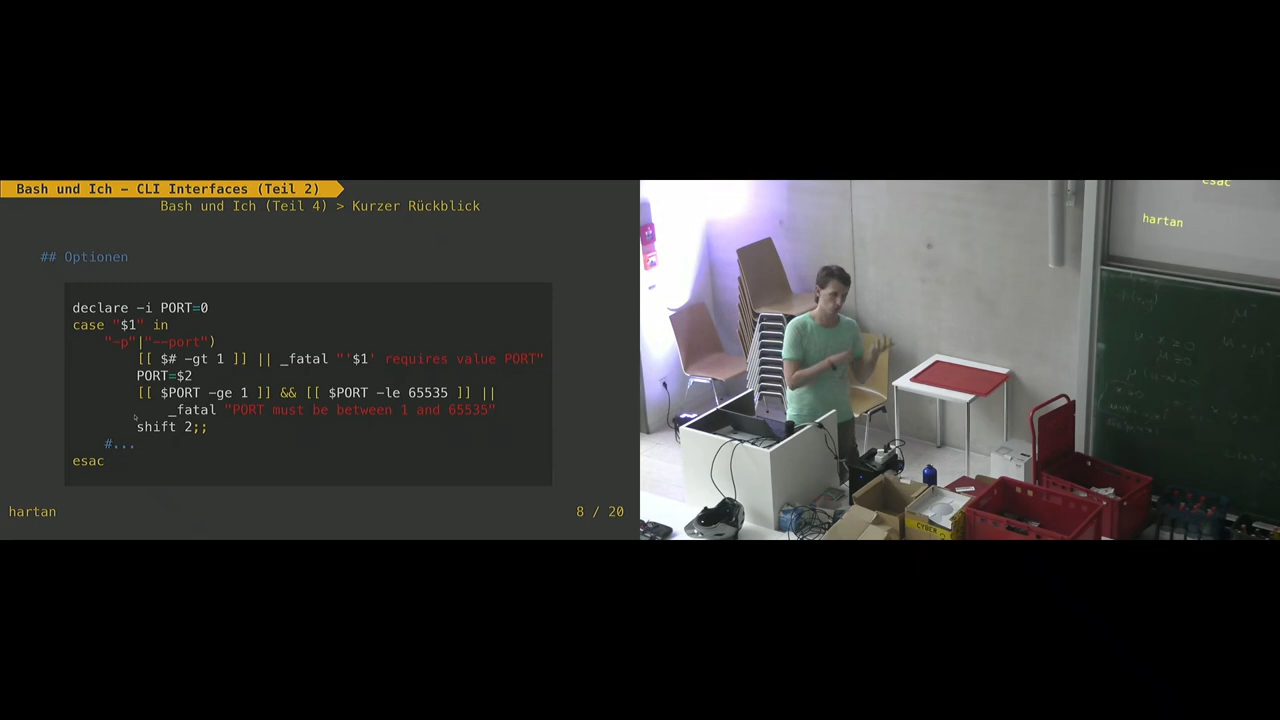 Bash und Ich - CLI Interfaces (Teil 2)
Bash und Ich (Teil 4) > Kurzer Rückblick
## Optionen
declare -i PORT=0
case "$1" in
    "-p"|"--port")
        [[ $# -gt 1 ]] || _fatal "'$1' requires value PORT"
        PORT=$2
        [[ $PORT -ge 1 ]] && [[ $PORT -le 65535 ]] ||
            _fatal "PORT must be between 1 and 65535"
        shift 2;;
    #...
esac
hartan
8 / 20
esac
hartan
CYBER